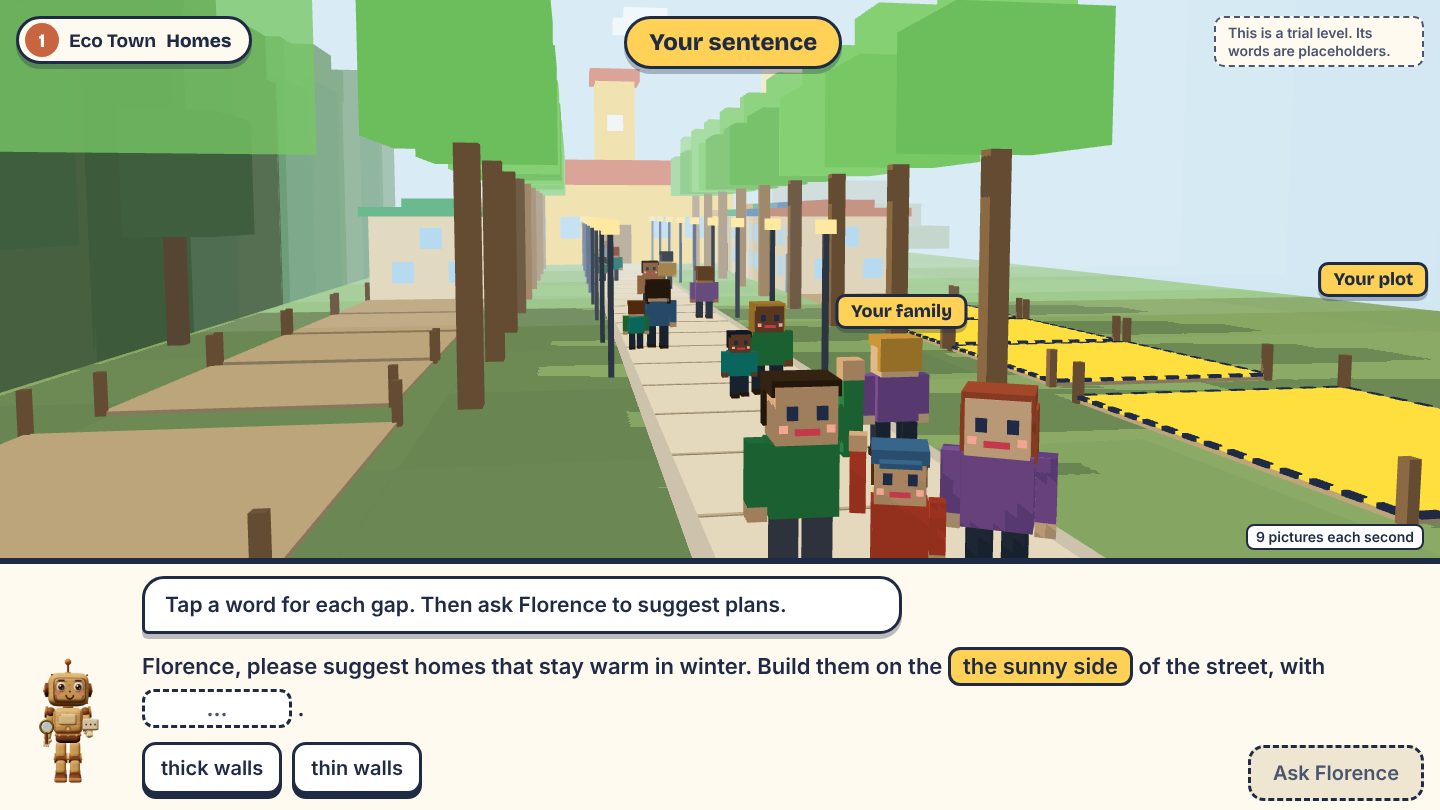 1 Eco Town Homes
Your sentence
This is a trial level. Its
words are placeholders.
Your plot
Your family
9 pictures each second
Tap a word for each gap. Then ask Florence to suggest plans.
Florence, please suggest homes that stay warm in winter. Build them on the the sunny side of the street, with
... .
thick walls thin walls
Ask Florence